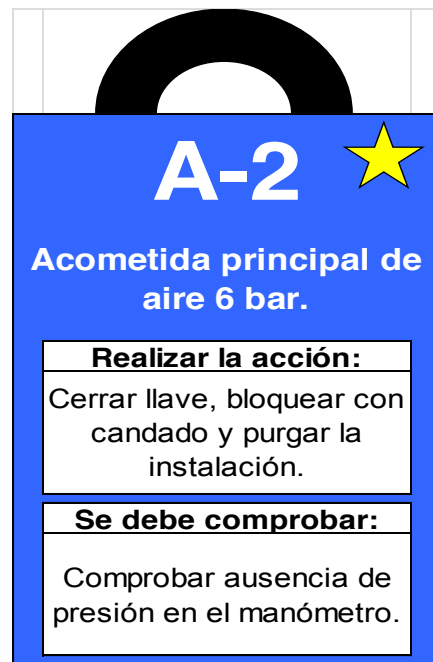 A-2
Acometida principal de
aire 6 bar.
Realizar la acción:
Cerrar llave, bloquear con
candado y purgar la
instalación.
Se debe comprobar:
Comprobar ausencia de
presión en el manómetro.